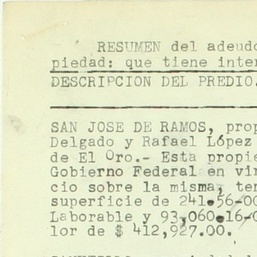 RESUMEN del adeudo
piedad: que tiene inter
DESCRIPCION DEL PREDIO.
SAN JOSE DE RAMOS, prop
Delgado y Rafael López
de El Oro.- Esta propie
Gobierno Federal en vir
cio sobre la misma, ten
superficie de 241-56-00
Laborable y 93,060-16-0
lor de $ 412,927.00.